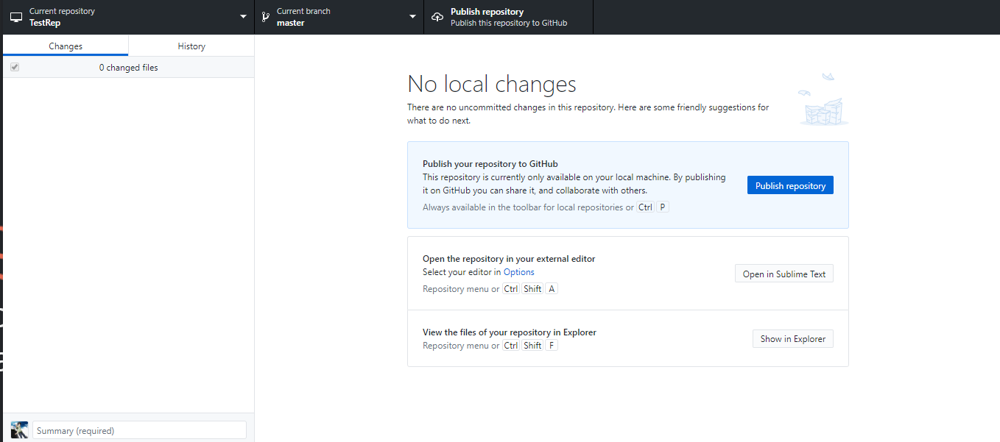 Current repository
TestRep
Current branch
master
Publish repository
Publish this repository to GitHub
Changes
History
0 changed files
No local changes
There are no uncommitted changes in this repository. Here are some friendly suggestions for
what to do next.
Publish your repository to GitHub
This repository is currently only available on your local machine. By publishing
it on GitHub you can share it, and collaborate with others.
Always available in the toolbar for local repositories or Ctrl P
Publish repository
Open the repository in your external editor
Select your editor in Options
Repository menu or Ctrl Shift A
Open in Sublime Text
View the files of your repository in Explorer
Repository menu or Ctrl Shift F
Show in Explorer
Summary (required)